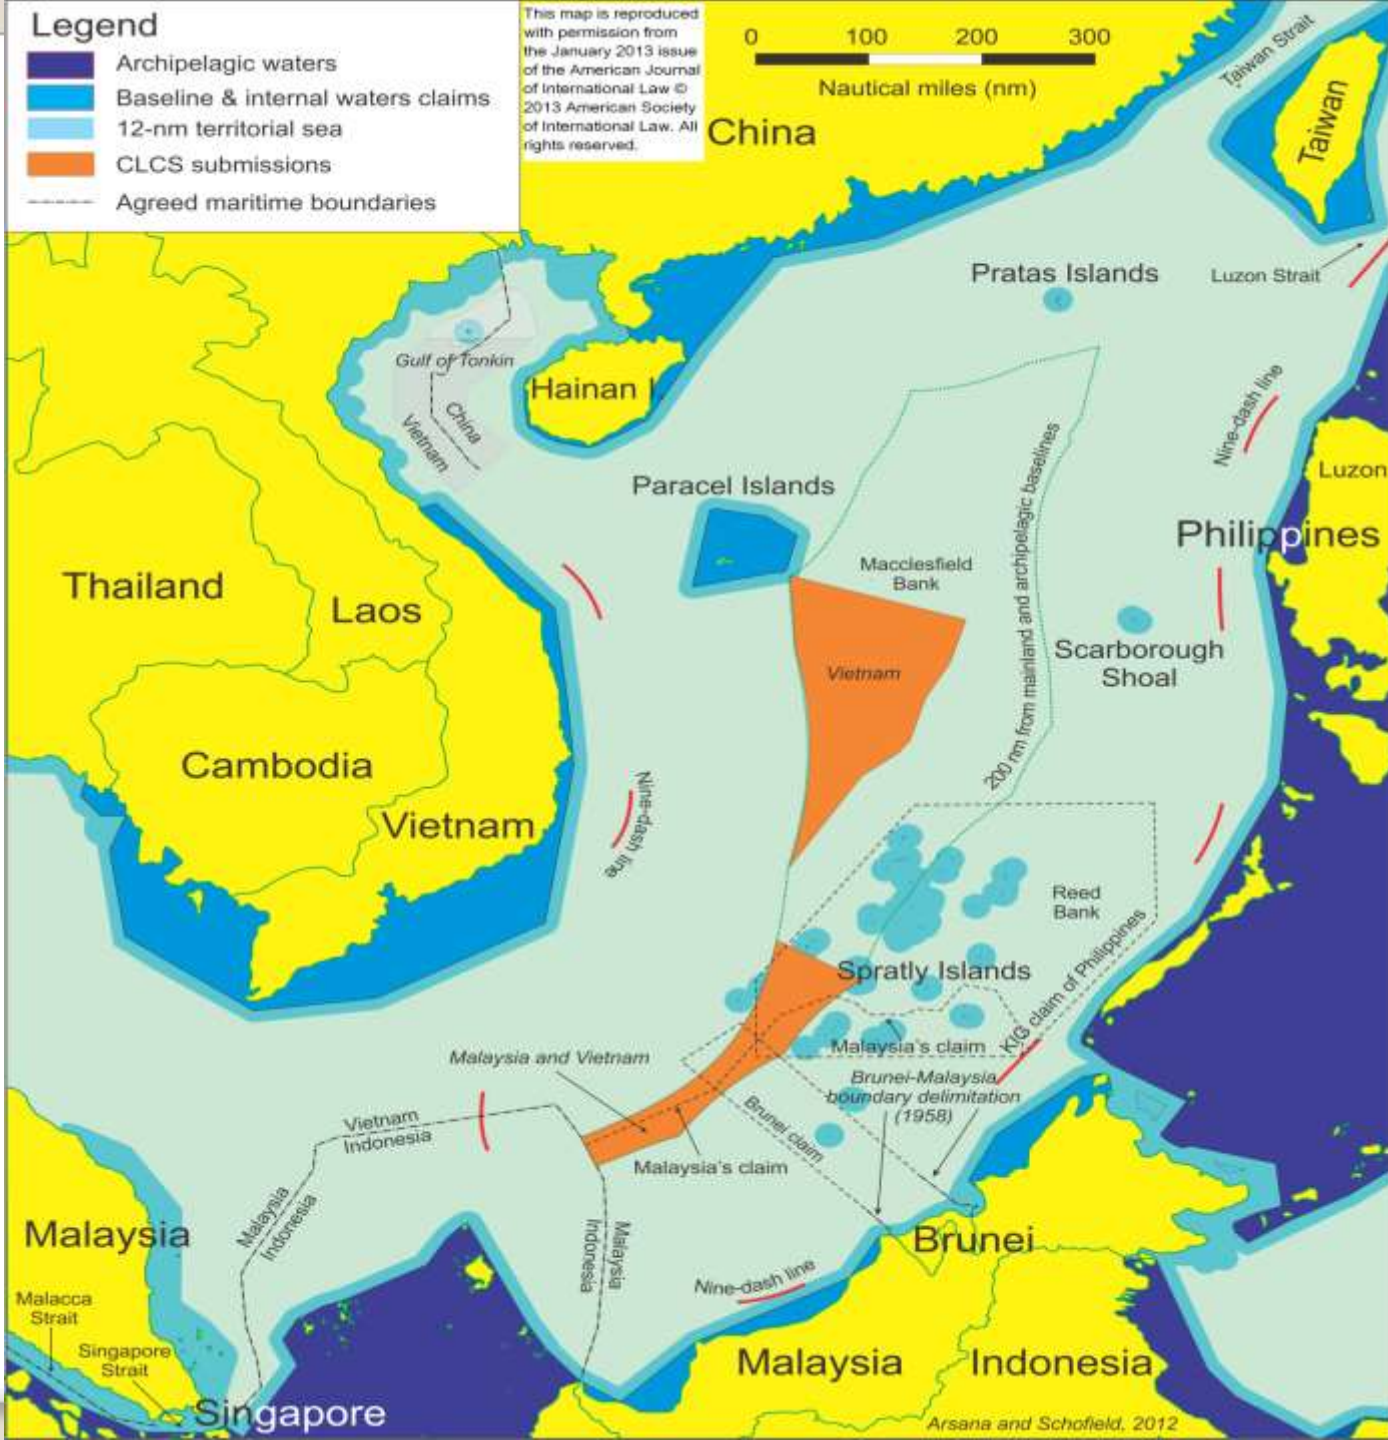 Legend
Archipelagic waters
Baseline & internal waters claims
12-nm territorial sea
CLCS submissions
Agreed maritime boundaries
This map is reproduced
with permission from
the January 2013 issue
of the American Journal
of International Law ©
2013 American Society
of International Law. All
rights reserved.
0 100 200 300
Nautical miles (nm)
China
Taiwan Strait
Taiwan
Pratas Islands
Luzon Strait
Gulf of Tonkin
Hainan I
China
Vietnam
Nine-dash line
Luzon
Paracel Islands
Philippines
Macclesfield
Bank
200 nm from mainland and archipelagic baselines
Thailand
Laos
Scarborough
Shoal
Vietnam
Cambodia
Vietnam
Nine-dash line
Reed
Bank
Spratly Islands
KIG claim of Philippines
Malaysia's claim
Malaysia and Vietnam
Brunei-Malaysia
boundary delimitation
(1958)
Brunei claim
Vietnam
Indonesia
Malaysia's claim
Malaysia
Indonesia
Malaysia
Indonesia
Malaysia
Brunei
Nine-dash line
Malacca
Strait
Singapore
Strait
Malaysia
Indonesia
Singapore
Arsana and Schofield, 2012